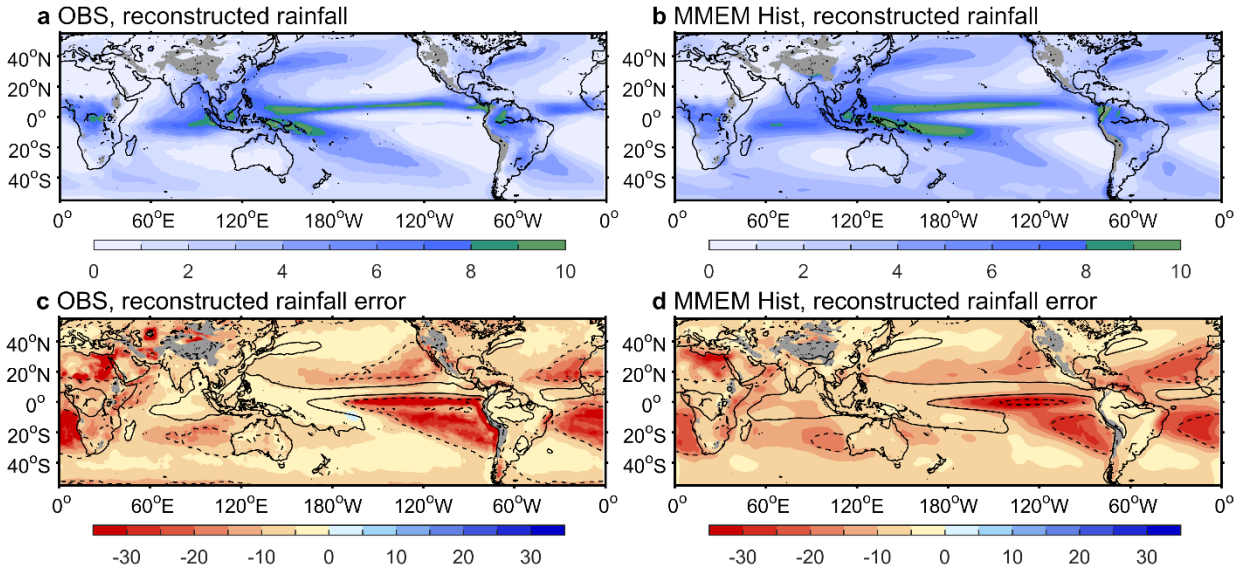 a OBS, reconstructed rainfall
b MMEM Hist, reconstructed rainfall
40°N
20°N
0°
20°S
40°S
0° 60°E 120°E 180°W 120°W 60°W 0°
40°N
20°N
0°
20°S
40°S
0° 60°E 120°E 180°W 120°W 60°W 0°
0 2 4 6 8 10
0 2 4 6 8 10
c OBS, reconstructed rainfall error
d MMEM Hist, reconstructed rainfall error
40°N
20°N
0°
20°S
40°S
0° 60°E 120°E 180°W 120°W 60°W 0°
40°N
20°N
0°
20°S
40°S
0° 60°E 120°E 180°W 120°W 60°W 0°
-30 -20 -10 0 10 20 30
-30 -20 -10 0 10 20 30